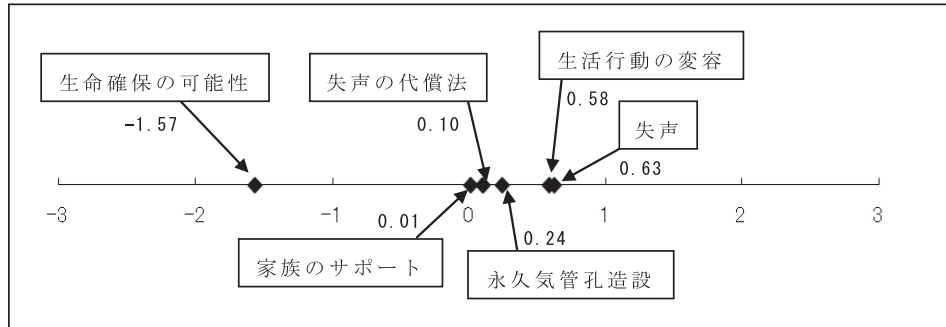 生活行動の変容
生命確保の可能性
失声の代償法
0.58
-1.57
0.10
失声
0.63
-3
-2
-1
0
1
2
3
0.01
0.24
家族のサポート
永久気管孔造設